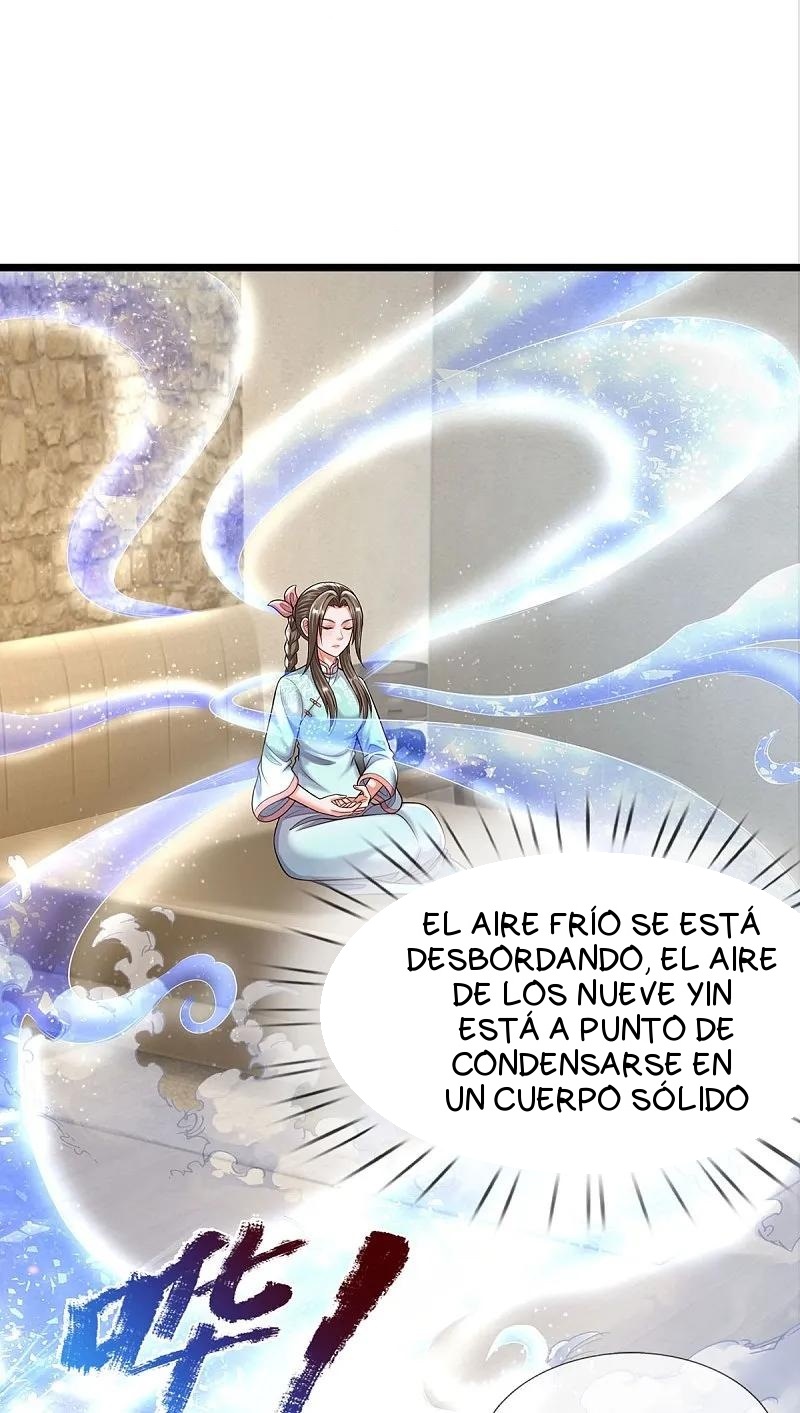 EL AIRE FRÍO SE ESTÁ
DESBORDANDO, EL AIRE
DE LOS NUEVE YIN
ESTÁ A PUNTO DE
CONDENSARSE EN
UN CUERPO SÓLIDO
哗!